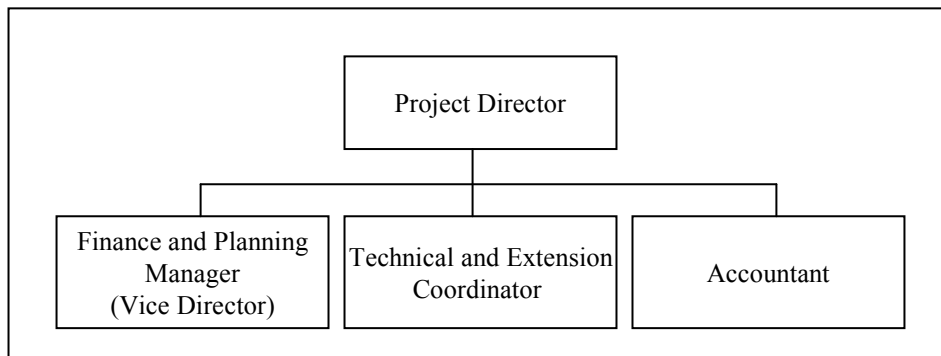 Project Director
Finance and Planning
Manager
(Vice Director)
Technical and Extension
Coordinator
Accountant